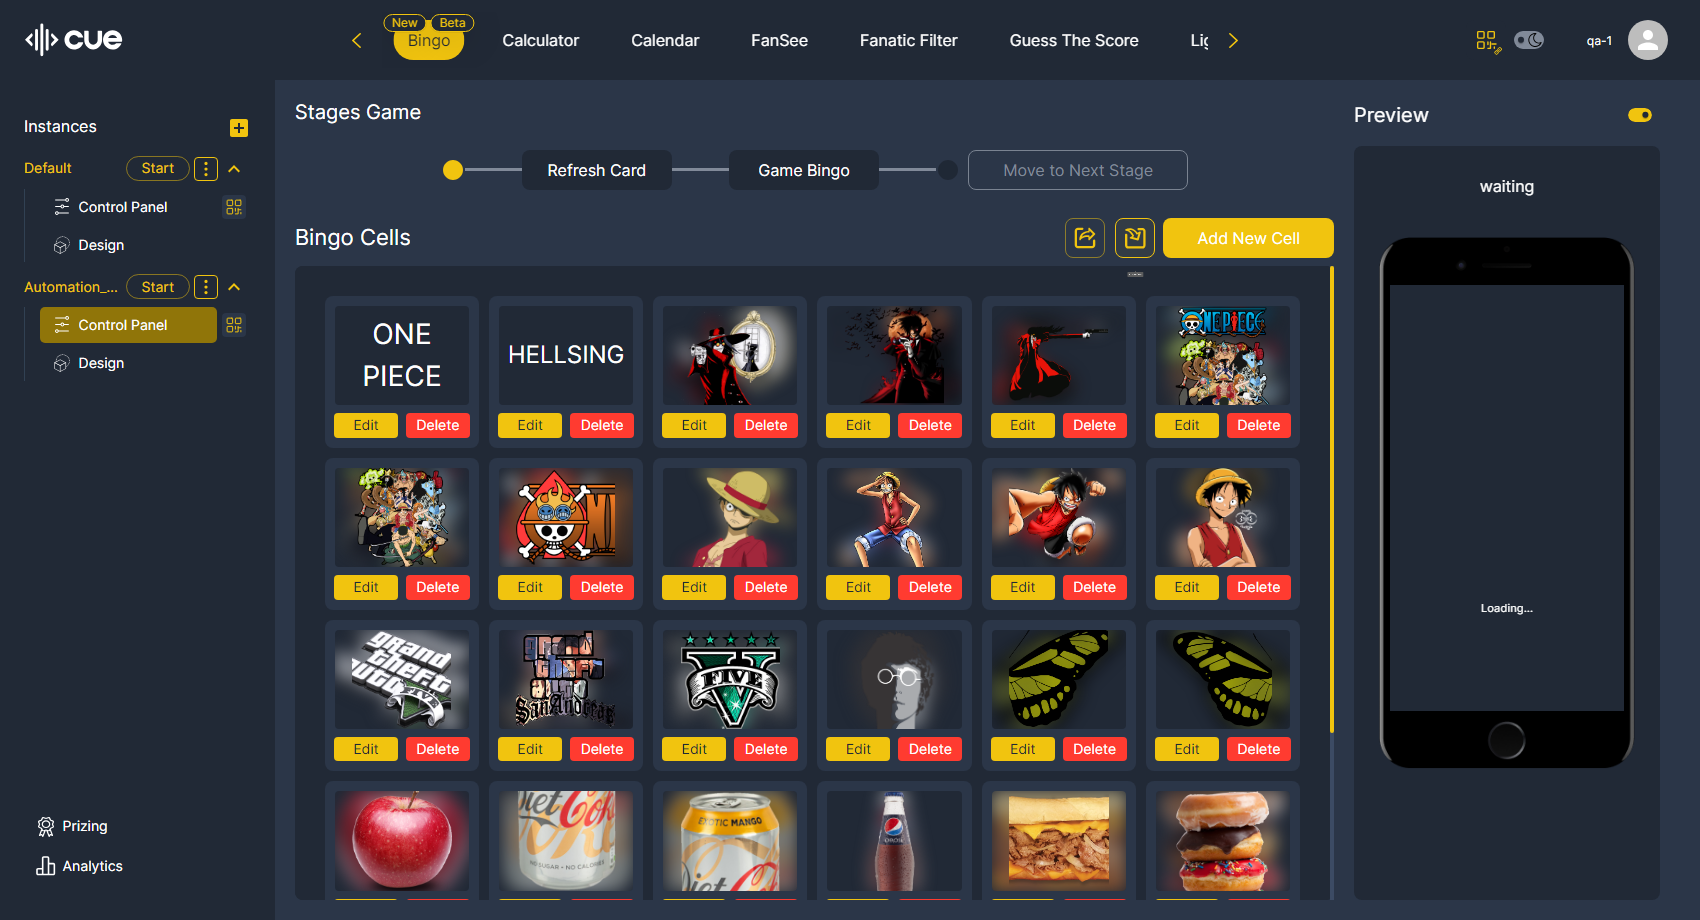 cue
New
Beta
Bingo
Calculator
Calendar
FanSee
Fanatic Filter
Guess The Score
Lig
qa-1
Instances
Default
Start
Control Panel
Design
Automation_...
Start
Control Panel
Design
Prizing
Analytics
Stages Game
Refresh Card
Game Bingo
Move to Next Stage
Bingo Cells
Add New Cell
ONE
PIECE
HELLSING
ONE PIECE
Edit
Delete
Edit
Delete
Edit
Delete
Edit
Delete
Edit
Delete
Edit
Delete
Edit
Delete
Edit
Delete
Edit
Delete
Edit
Delete
Edit
Delete
Edit
Delete
grand
theft
auto
FIVE
grand
theft
auto
San Andreas
V
FIVE
Edit
Delete
Edit
Delete
Edit
Delete
Edit
Delete
Edit
Delete
Edit
Delete
Diet
Coke
NO SUGAR • NO CALORIES
EXOTIC MANGO
Diet
Coke
pepsi
Preview
waiting
Loading...